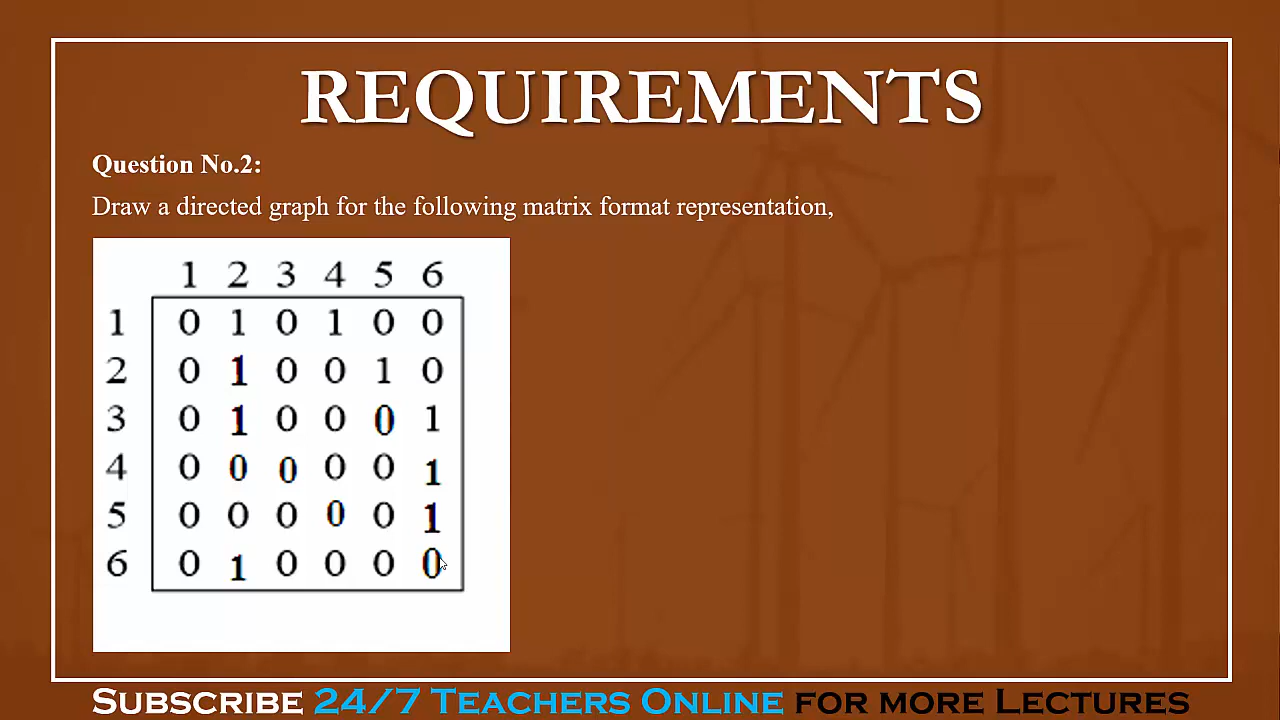 REQUIREMENTS
Question No.2:
Draw a directed graph for the following matrix format representation,
1 2 3 4 5 6
1 0 1 0 1 0 0
2 0 1 0 0 1 0
3 0 1 0 0 0 1
4 0 0 0 0 0 1
5 0 0 0 0 0 1
6 0 1 0 0 0 0
Subscribe 24/7 Teachers Online for more Lectures